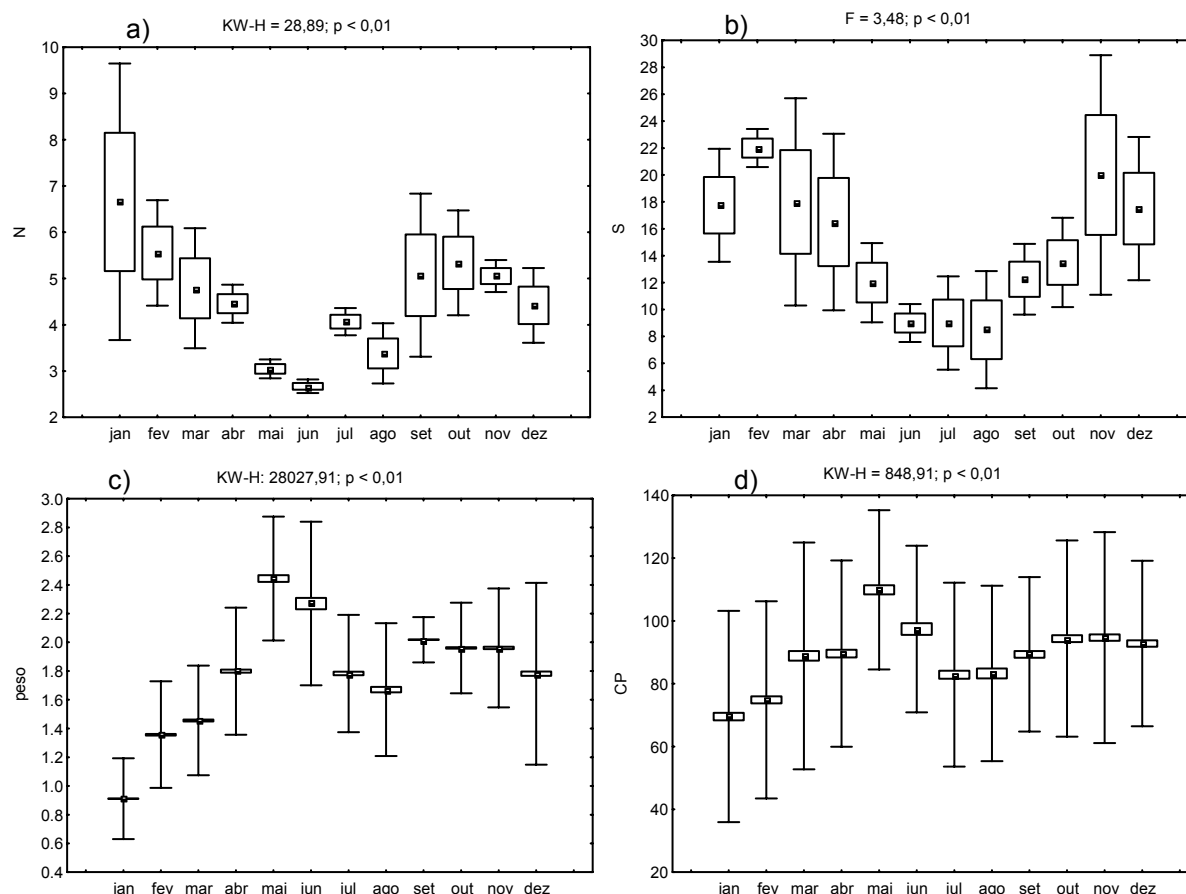 a)
KW-H = 28,89; p < 0,01
10
9
8
7
6
5
4
3
2
N
jan fev mar abr mai jun jul ago set out nov dez
b)
F = 3,48; p < 0,01
30
28
26
24
22
20
18
16
14
12
10
8
6
4
2
S
jan fev mar abr mai jun jul ago set out nov dez
c)
KW-H: 28027,91; p < 0,01
3.0
2.8
2.6
2.4
2.2
2.0
1.8
1.6
1.4
1.2
1.0
0.8
0.6
0.4
peso
jan fev mar abr mai jun jul ago set out nov dez
d)
KW-H = 848,91; p < 0,01
140
120
100
80
60
40
20
CP
jan fev mar abr mai jun jul ago set out nov dez